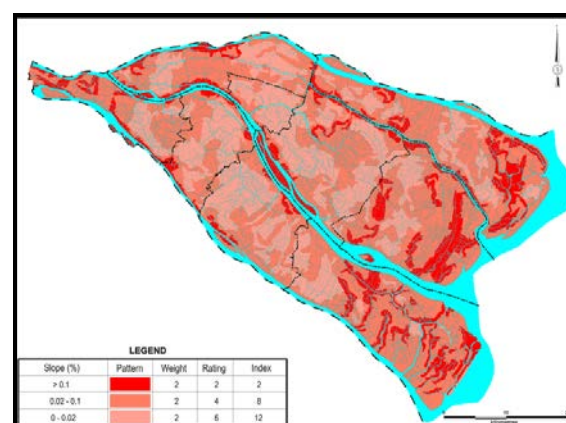 LEGEND
Slope (%) Pattern Weight Rating Index
> 0.1 2 2 2
0.02 - 0.1 2 4 8
0 - 0.02 2 6 12